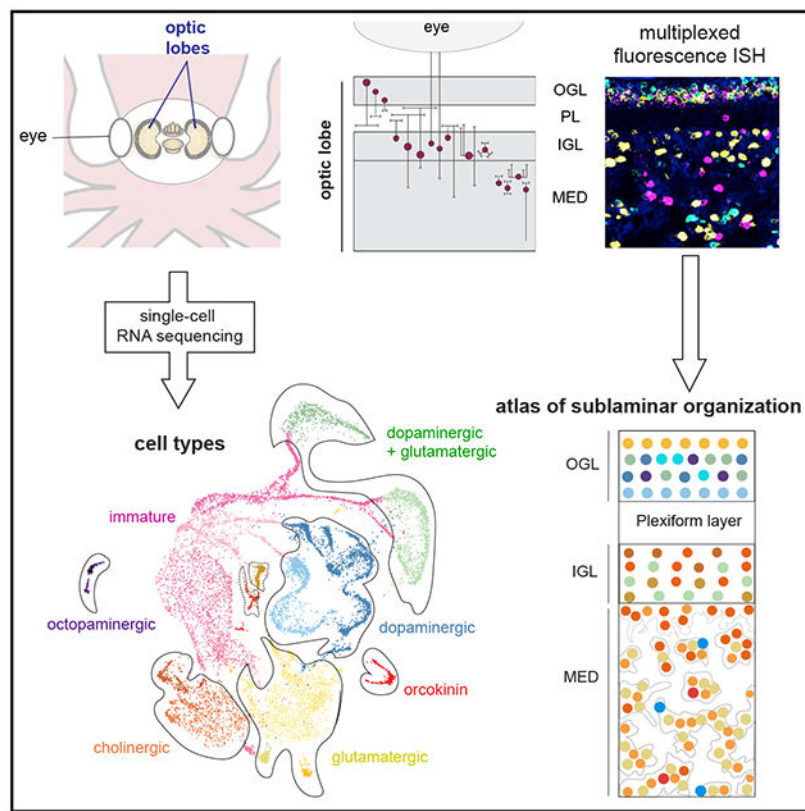 optic
lobes
eye
eye
optic lobe
OGL
PL
IGL
MED
multiplexed
fluorescence ISH
single-cell
RNA sequencing
cell types
dopaminergic
+ glutamatergic
immature
octopaminergic
dopaminergic
orcokinin
cholinergic
glutamatergic
atlas of sublaminar organization
OGL
Plexiform layer
IGL
MED